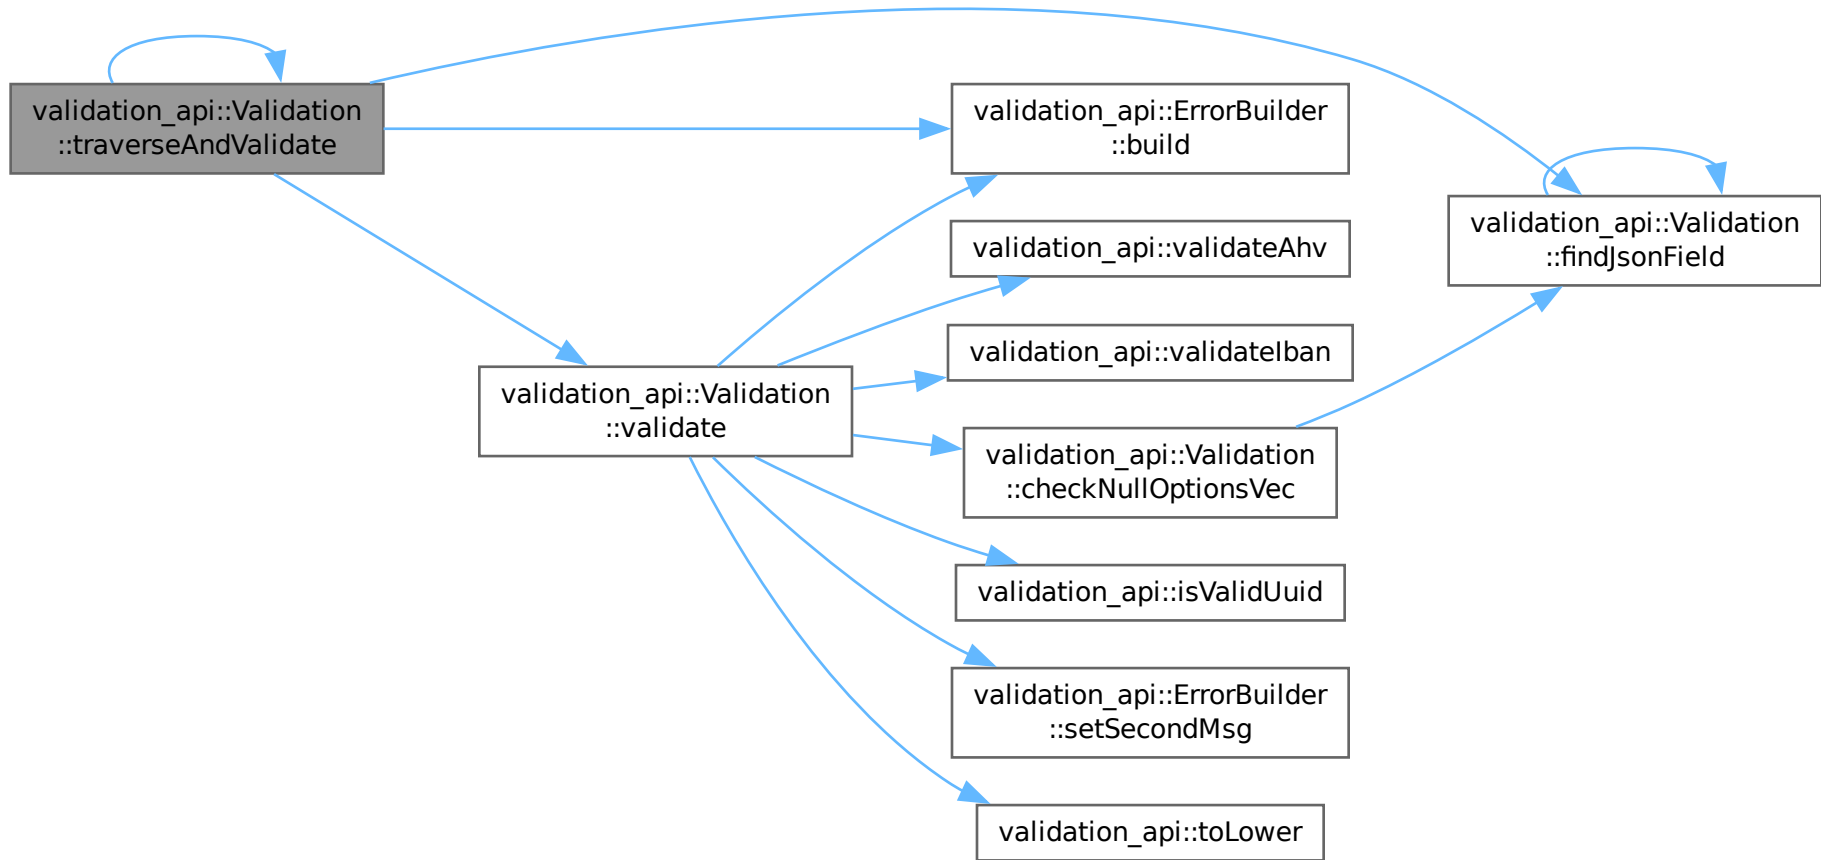 validation_api::Validation
::traverseAndValidate
validation_api::ErrorBuilder
::build
validation_api::Validation
::findJsonField
validation_api::validateAhv
validation_api::validateIban
validation_api::Validation
::validate
validation_api::Validation
::checkNullOptionsVec
validation_api::isValidUuid
validation_api::ErrorBuilder
::setSecondMsg
validation_api::toLower